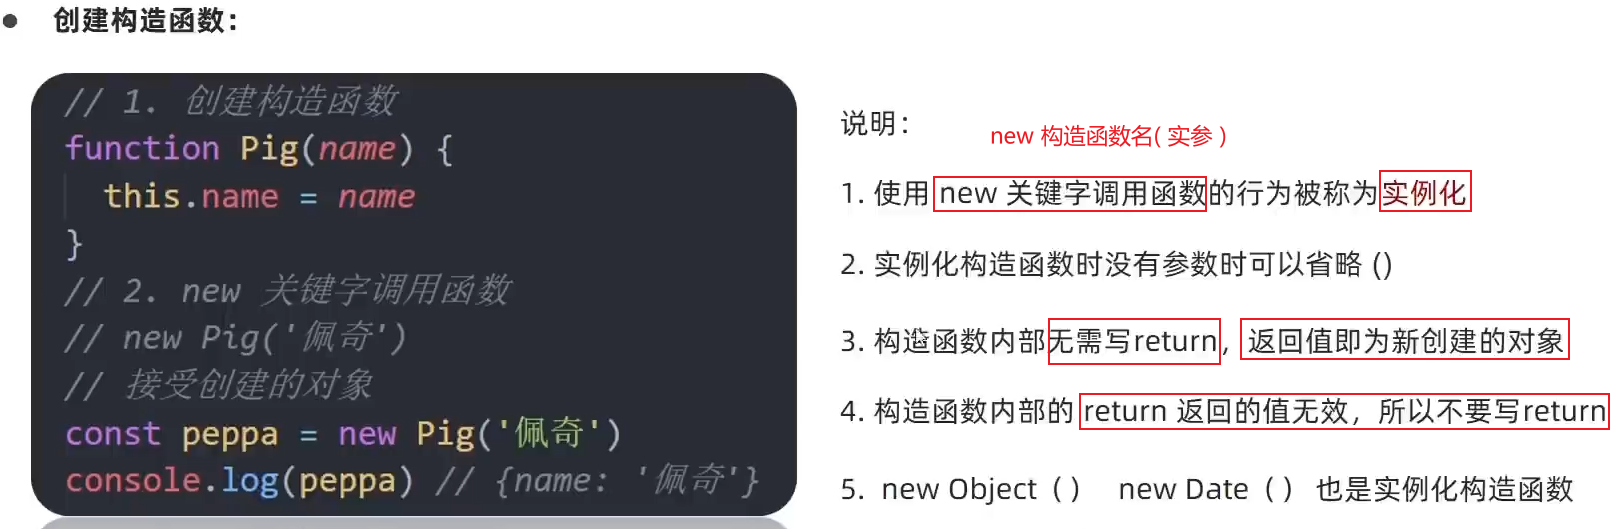 ● 创建构造函数：
// 1. 创建构造函数
function Pig(name) {
this.name = name
}
// 2. new 关键字调用函数
// new Pig('佩奇')
// 接受创建的对象
const peppa = new Pig('佩奇')
console.log(peppa) // {name: '佩奇'}
说明：
new 构造函数名( 实参 )
1. 使用 new 关键字调用函数的行为被称为实例化
2. 实例化构造函数时没有参数时可以省略 ()
3. 构造函数内部无需写return，返回值即为新创建的对象
4. 构造函数内部的 return 返回的值无效，所以不要写return
5. new Object（） new Date（） 也是实例化构造函数